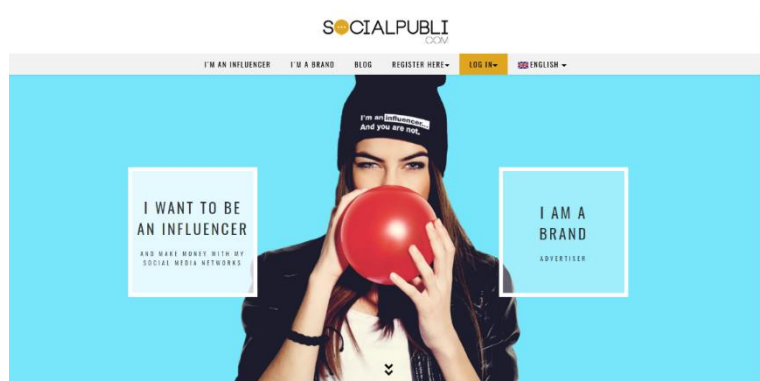 SOCIALPUBLI
.COM
I'M AN INFLUENCER I'M A BRAND BLOG REGISTER HERE LOG IN ENGLISH
I'm an influencer...
And you are not.
I WANT TO BE
AN INFLUENCER
AND MAKE MONEY WITH MY
SOCIAL MEDIA NETWORKS
I AM A
BRAND
ADVERTISER